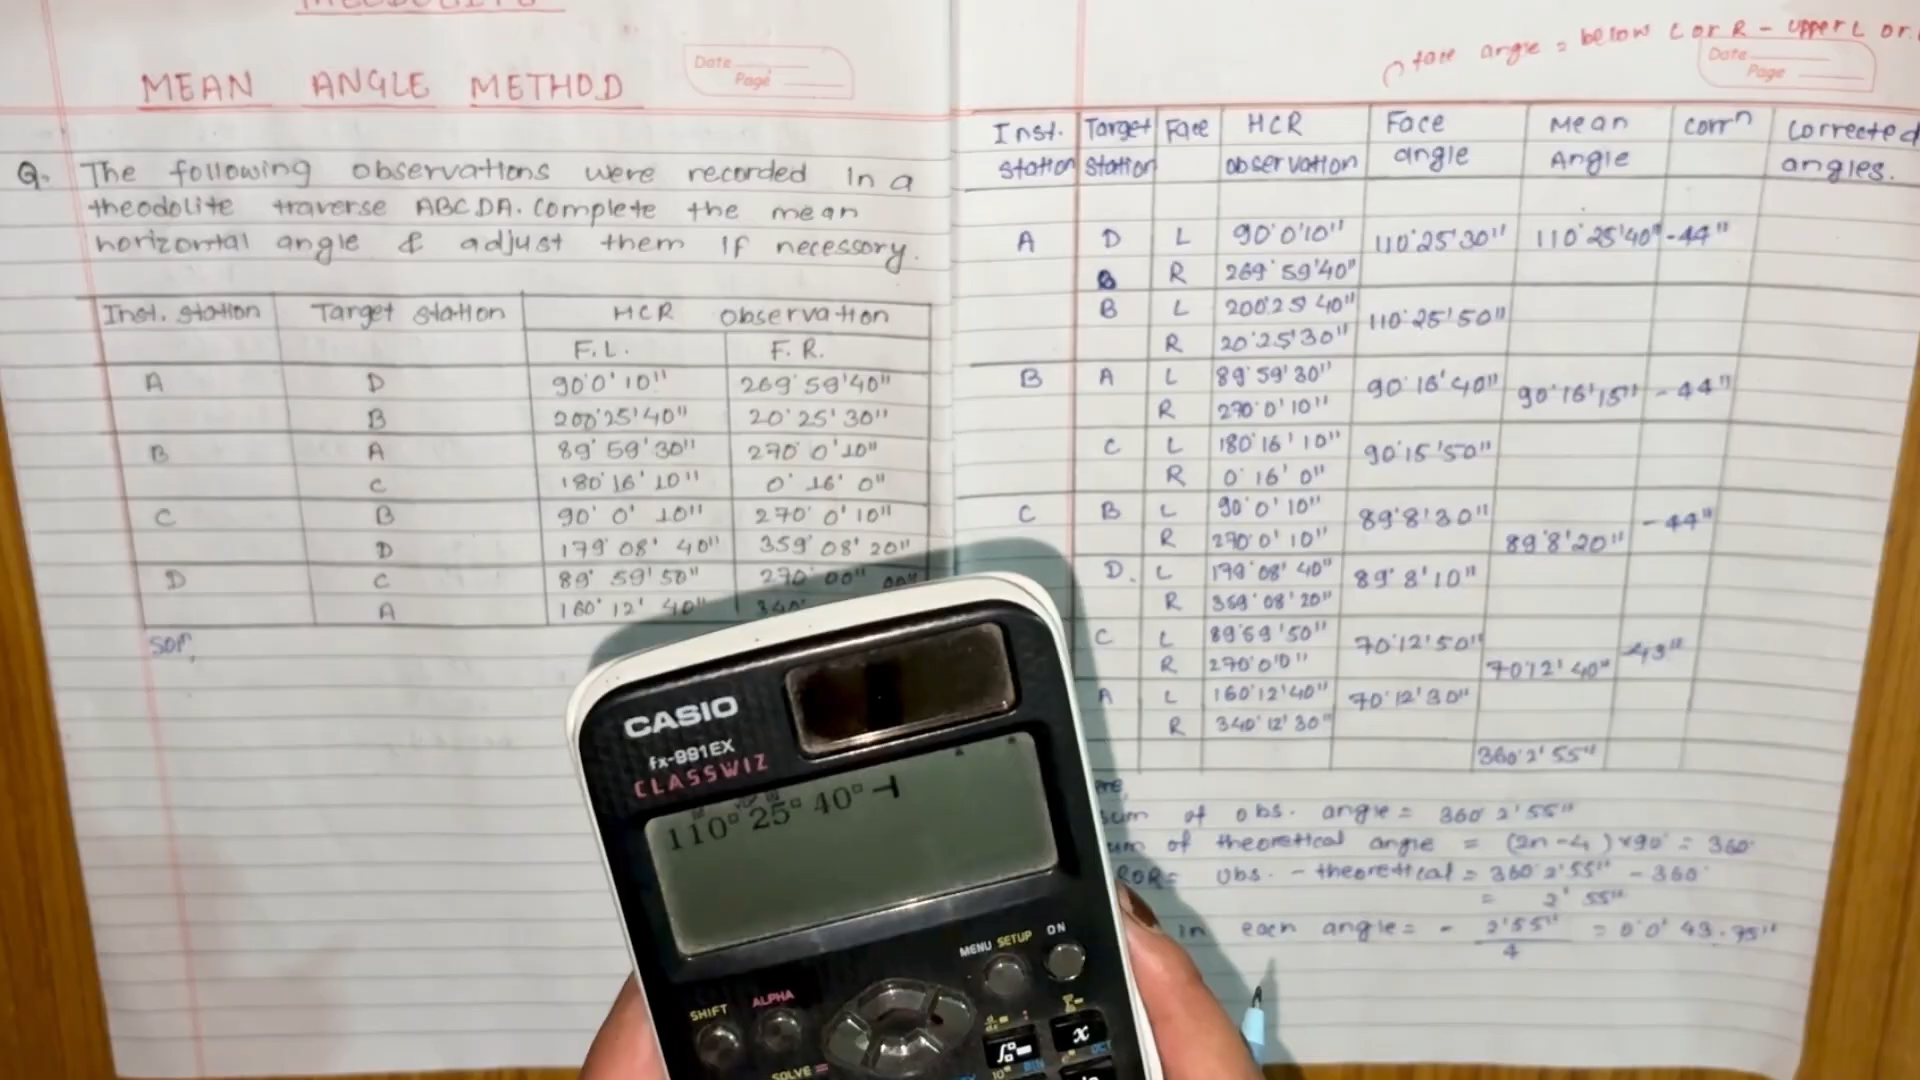 MEAN ANGLE METHOD
Date
Page
Q. The following observations were recorded in a
theodolite traverse ABCDA. Complete the mean
horizontal angle & adjust them if necessary.
Inst. station Target station HCR observation
F.L. F.R.
A D 90°0'10" 269°59'40"
B 200°25'40" 20°25'30"
B A 89°59'30" 270°0'10"
C 180°16'10" 0°16'0"
C B 90°0'10" 270°0'10"
D 179°08'40" 359°08'20"
D C 89°59'50" 270°00'00"
A 160°12'40" 340°
Solⁿ,
face angle = below L or R - upper L or
Date
Page
Inst. station Target station Face HCR observation Face angle Mean Angle corrⁿ corrected angles.
A D L 90°0'10" 110°25'30" 110°25'40" -44"
B R 269°59'40"
B L 200°25'40" 110°25'50"
R 20°25'30"
B A L 89°59'30" 90°16'40" 90°16'15" -44"
R 270°0'10"
C L 180°16'10" 90°15'50"
R 0°16'0"
C B L 90°0'10" 89°8'30" -44"
R 270°0'10" 89°8'20"
D. L 179°08'40" 89°8'10"
R 359°08'20"
C L 89°59'50" 70°12'50" -43"
R 270°0'0" 70°12'40"
A L 160°12'40" 70°12'30"
R 340°12'30"
360°2'55"
sum of obs. angle = 360°2'55"
of theoretical angle = (2n-4)×90° = 360°
obs. - theoretical = 360°2'55" - 360°
= 2'55"
in each angle = - 2'55"/4 = 0°0'43.75"
CASIO
fx-991EX
CLASSWIZ
110°25°40°-
MENU SETUP ON
SHIFT ALPHA
SOLVE =
x